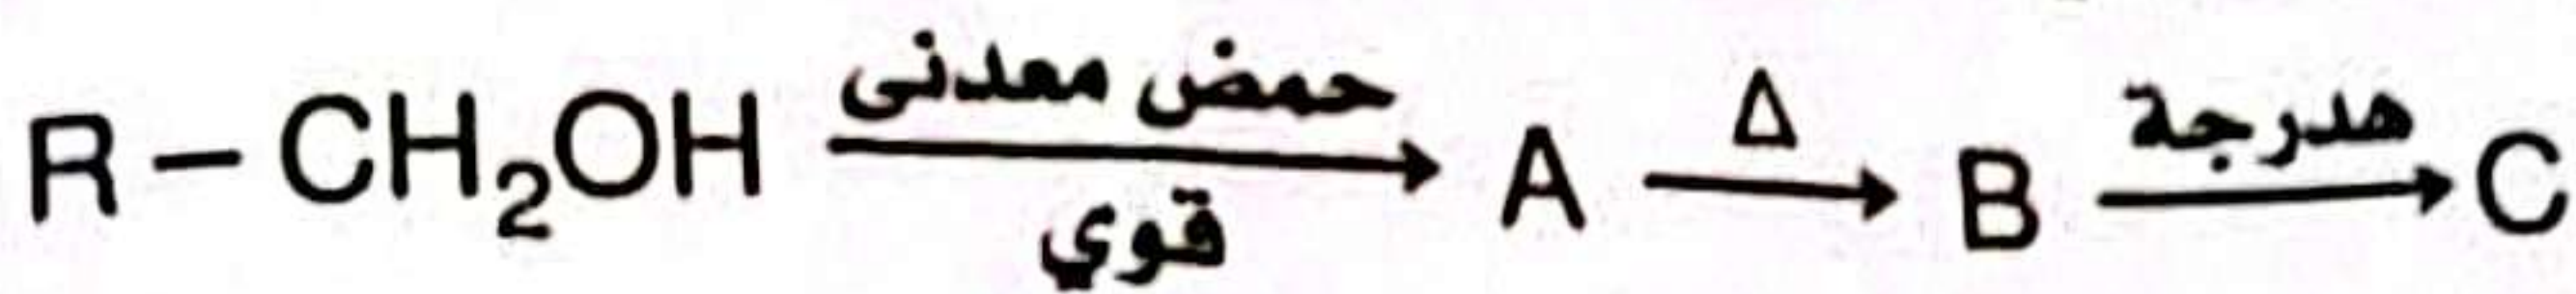 R – CH₂OH حمض معدنى قوي → A Δ → B هدرجة → C